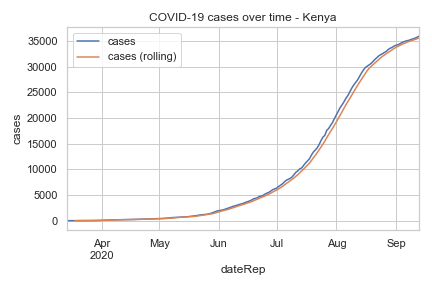 COVID-19 cases over time - Kenya
cases
cases (rolling)
35000
30000
25000
20000
15000
10000
5000
0
cases
Apr
2020
May
Jun
Jul
Aug
Sep
dateRep